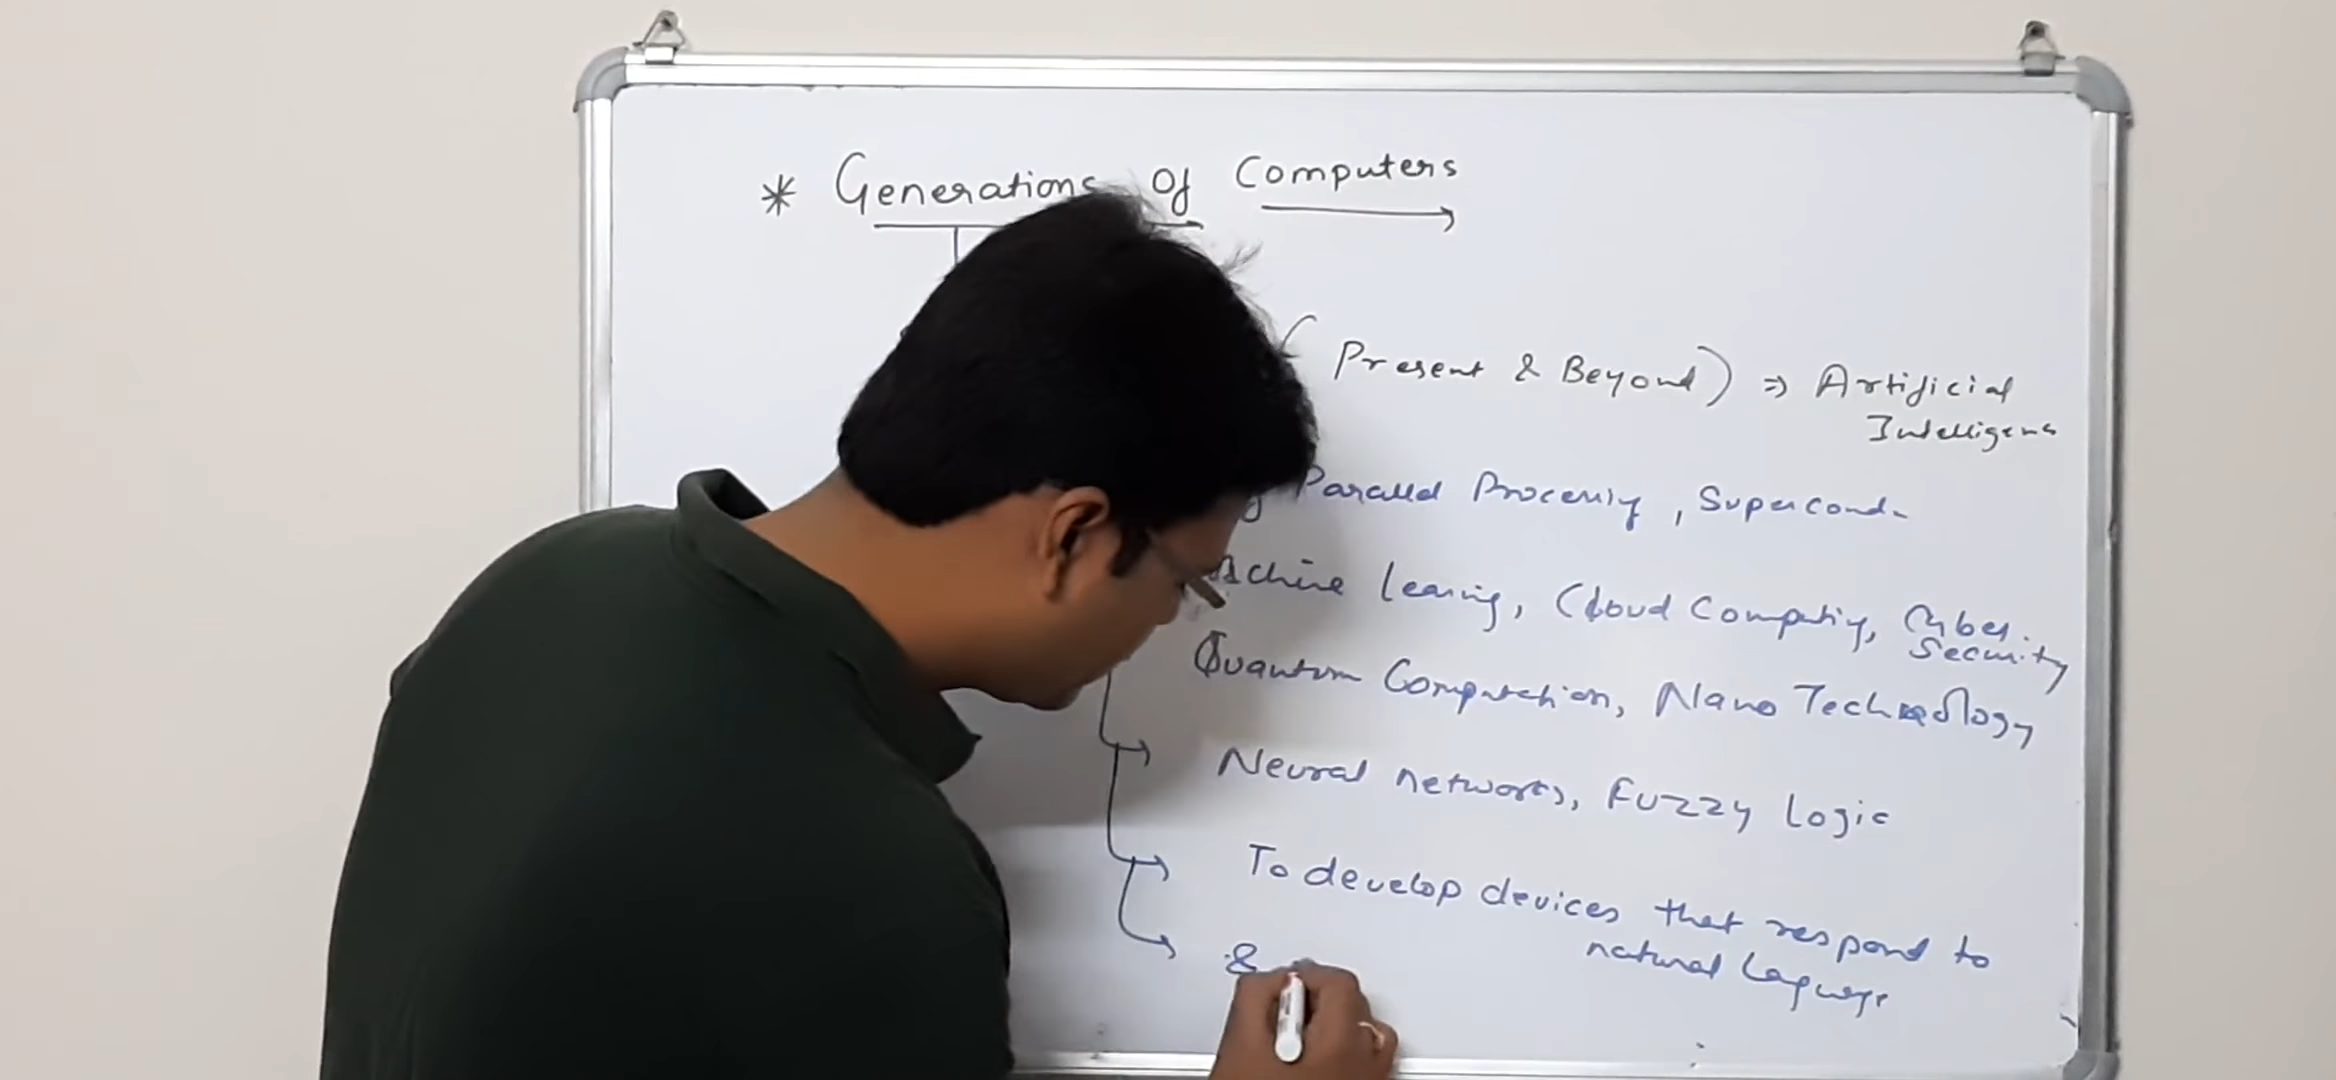 * Generations Of Computers
( Present & Beyond) ⇒ Artificial
Intelligence
Parallel Processing, Supercond-
Machine Learning, Cloud Computing, Cyber
Security
Quantum Computation, Nano Technology
Neural networks, Fuzzy Logic
To develop devices that respond to
natural language
&